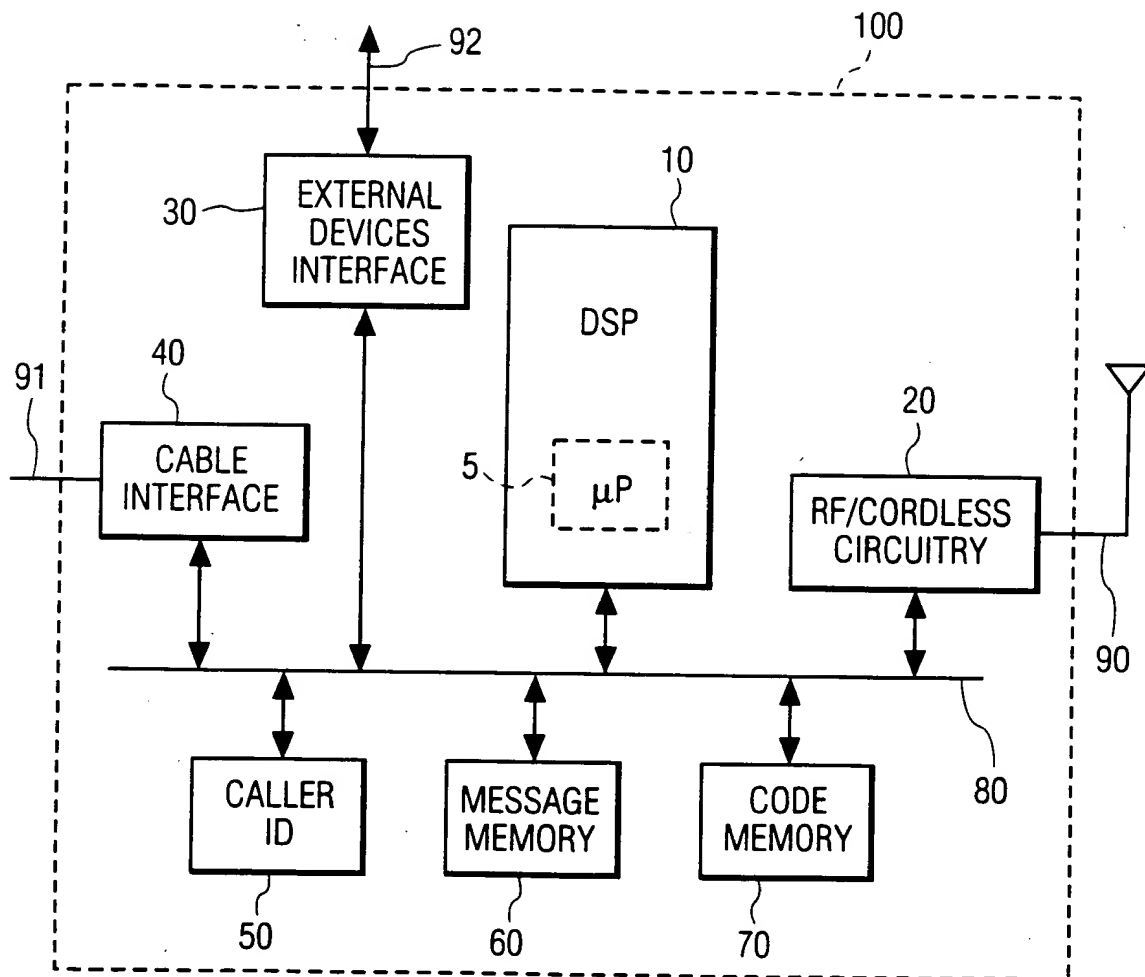 92
100
30
EXTERNAL
DEVICES
INTERFACE
10
DSP
5
µP
91
40
CABLE
INTERFACE
20
RF/CORDLESS
CIRCUITRY
90
80
CALLER
ID
50
MESSAGE
MEMORY
60
CODE
MEMORY
70